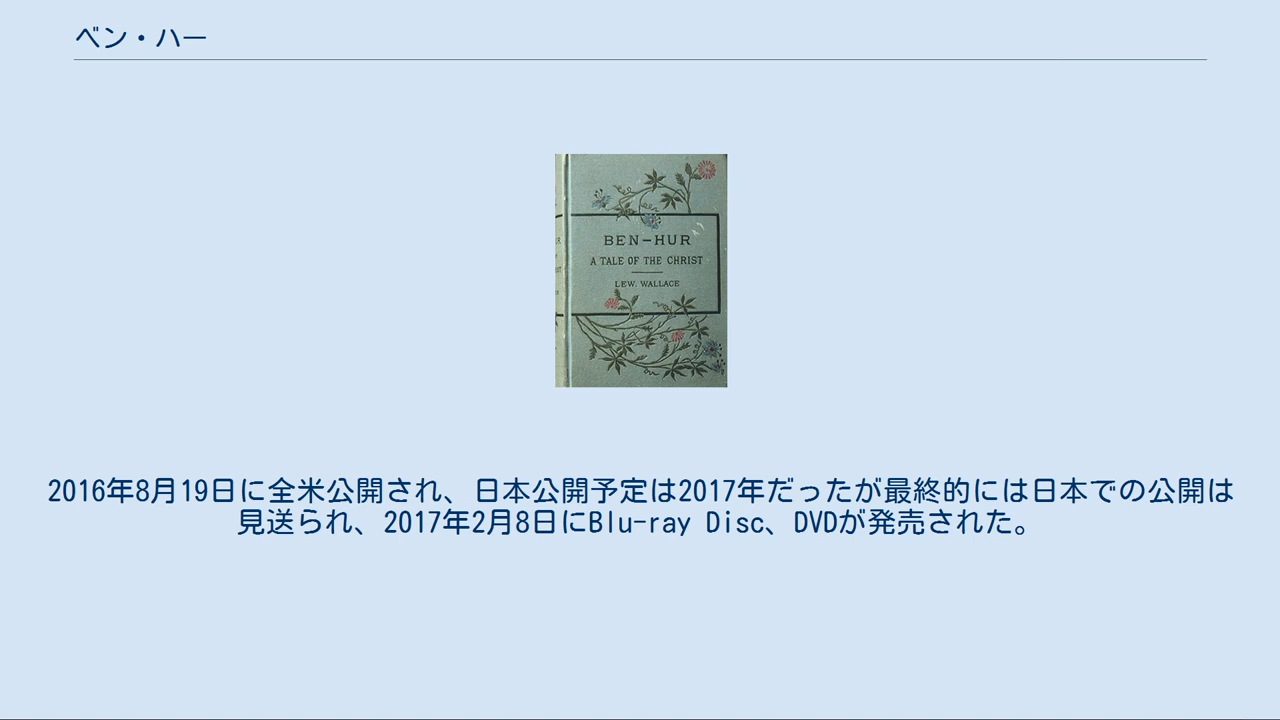 ベン・ハー
BEN-HUR
A TALE OF THE CHRIST
LEW. WALLACE
2016年8月19日に全米公開され、日本公開予定は2017年だったが最終的には日本での公開は
見送られ、2017年2月8日にBlu-ray Disc、DVDが発売された。